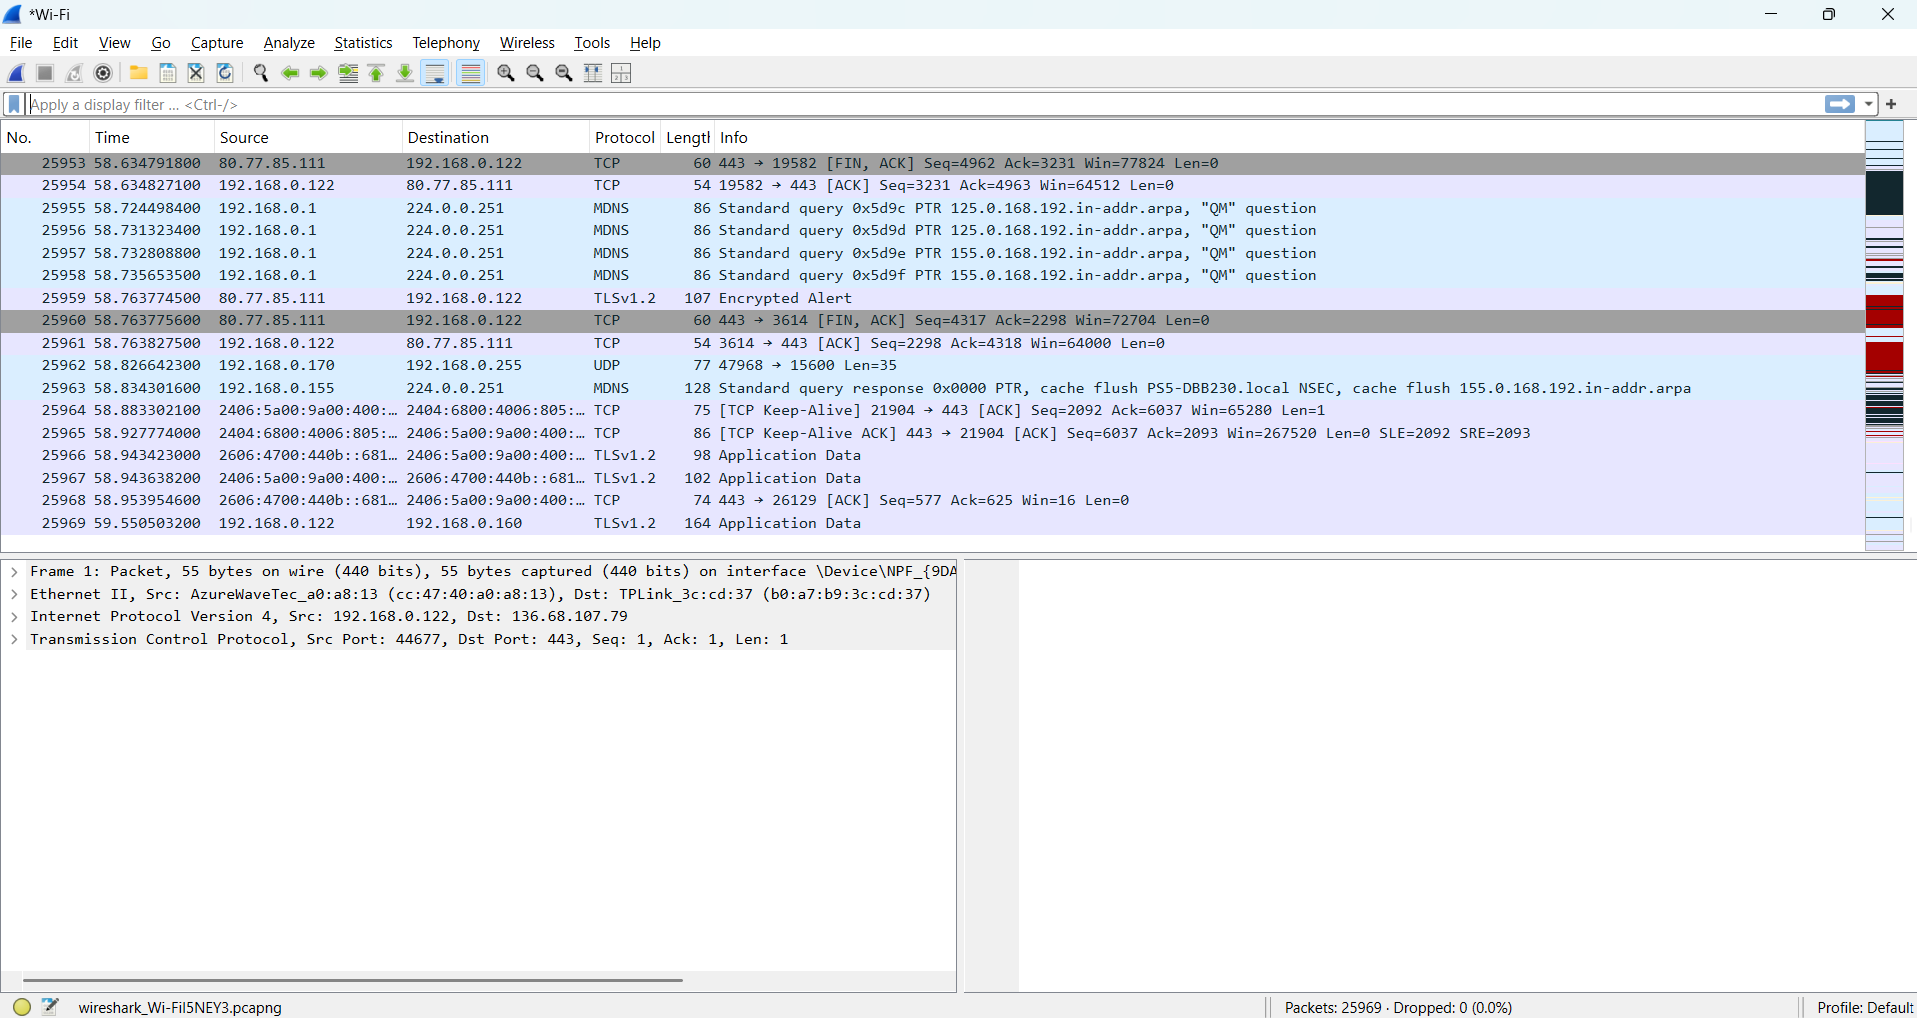 *Wi-Fi
File Edit View Go Capture Analyze Statistics Telephony Wireless Tools Help
Apply a display filter ... <Ctrl-/>
No. Time Source Destination Protocol Length Info
25953 58.634791800 80.77.85.111 192.168.0.122 TCP 60 443 → 19582 [FIN, ACK] Seq=4962 Ack=3231 Win=77824 Len=0
25954 58.634827100 192.168.0.122 80.77.85.111 TCP 54 19582 → 443 [ACK] Seq=3231 Ack=4963 Win=64512 Len=0
25955 58.724498400 192.168.0.1 224.0.0.251 MDNS 86 Standard query 0x5d9c PTR 125.0.168.192.in-addr.arpa, "QM" question
25956 58.731323400 192.168.0.1 224.0.0.251 MDNS 86 Standard query 0x5d9d PTR 125.0.168.192.in-addr.arpa, "QM" question
25957 58.732808800 192.168.0.1 224.0.0.251 MDNS 86 Standard query 0x5d9e PTR 155.0.168.192.in-addr.arpa, "QM" question
25958 58.735653500 192.168.0.1 224.0.0.251 MDNS 86 Standard query 0x5d9f PTR 155.0.168.192.in-addr.arpa, "QM" question
25959 58.763774500 80.77.85.111 192.168.0.122 TLSv1.2 107 Encrypted Alert
25960 58.763775600 80.77.85.111 192.168.0.122 TCP 60 443 → 3614 [FIN, ACK] Seq=4317 Ack=2298 Win=72704 Len=0
25961 58.763827500 192.168.0.122 80.77.85.111 TCP 54 3614 → 443 [ACK] Seq=2298 Ack=4318 Win=64000 Len=0
25962 58.826642300 192.168.0.170 192.168.0.255 UDP 77 47968 → 15600 Len=35
25963 58.834301600 192.168.0.155 224.0.0.251 MDNS 128 Standard query response 0x0000 PTR, cache flush PS5-DBB230.local NSEC, cache flush 155.0.168.192.in-addr.arpa
25964 58.883302100 2406:5a00:9a00:400:… 2404:6800:4006:805:… TCP 75 [TCP Keep-Alive] 21904 → 443 [ACK] Seq=2092 Ack=6037 Win=65280 Len=1
25965 58.927774000 2404:6800:4006:805:… 2406:5a00:9a00:400:… TCP 86 [TCP Keep-Alive ACK] 443 → 21904 [ACK] Seq=6037 Ack=2093 Win=267520 Len=0 SLE=2092 SRE=2093
25966 58.943423000 2606:4700:440b::681… 2406:5a00:9a00:400:… TLSv1.2 98 Application Data
25967 58.943638200 2406:5a00:9a00:400:… 2606:4700:440b::681… TLSv1.2 102 Application Data
25968 58.953954600 2606:4700:440b::681… 2406:5a00:9a00:400:… TCP 74 443 → 26129 [ACK] Seq=577 Ack=625 Win=16 Len=0
25969 59.550503200 192.168.0.122 192.168.0.160 TLSv1.2 164 Application Data
Frame 1: Packet, 55 bytes on wire (440 bits), 55 bytes captured (440 bits) on interface \Device\NPF_{9DA
Ethernet II, Src: AzureWaveTec_a0:a8:13 (cc:47:40:a0:a8:13), Dst: TPLink_3c:cd:37 (b0:a7:b9:3c:cd:37)
Internet Protocol Version 4, Src: 192.168.0.122, Dst: 136.68.107.79
Transmission Control Protocol, Src Port: 44677, Dst Port: 443, Seq: 1, Ack: 1, Len: 1
wireshark_Wi-FiI5NEY3.pcapng
Packets: 25969 · Dropped: 0 (0.0%)
Profile: Default